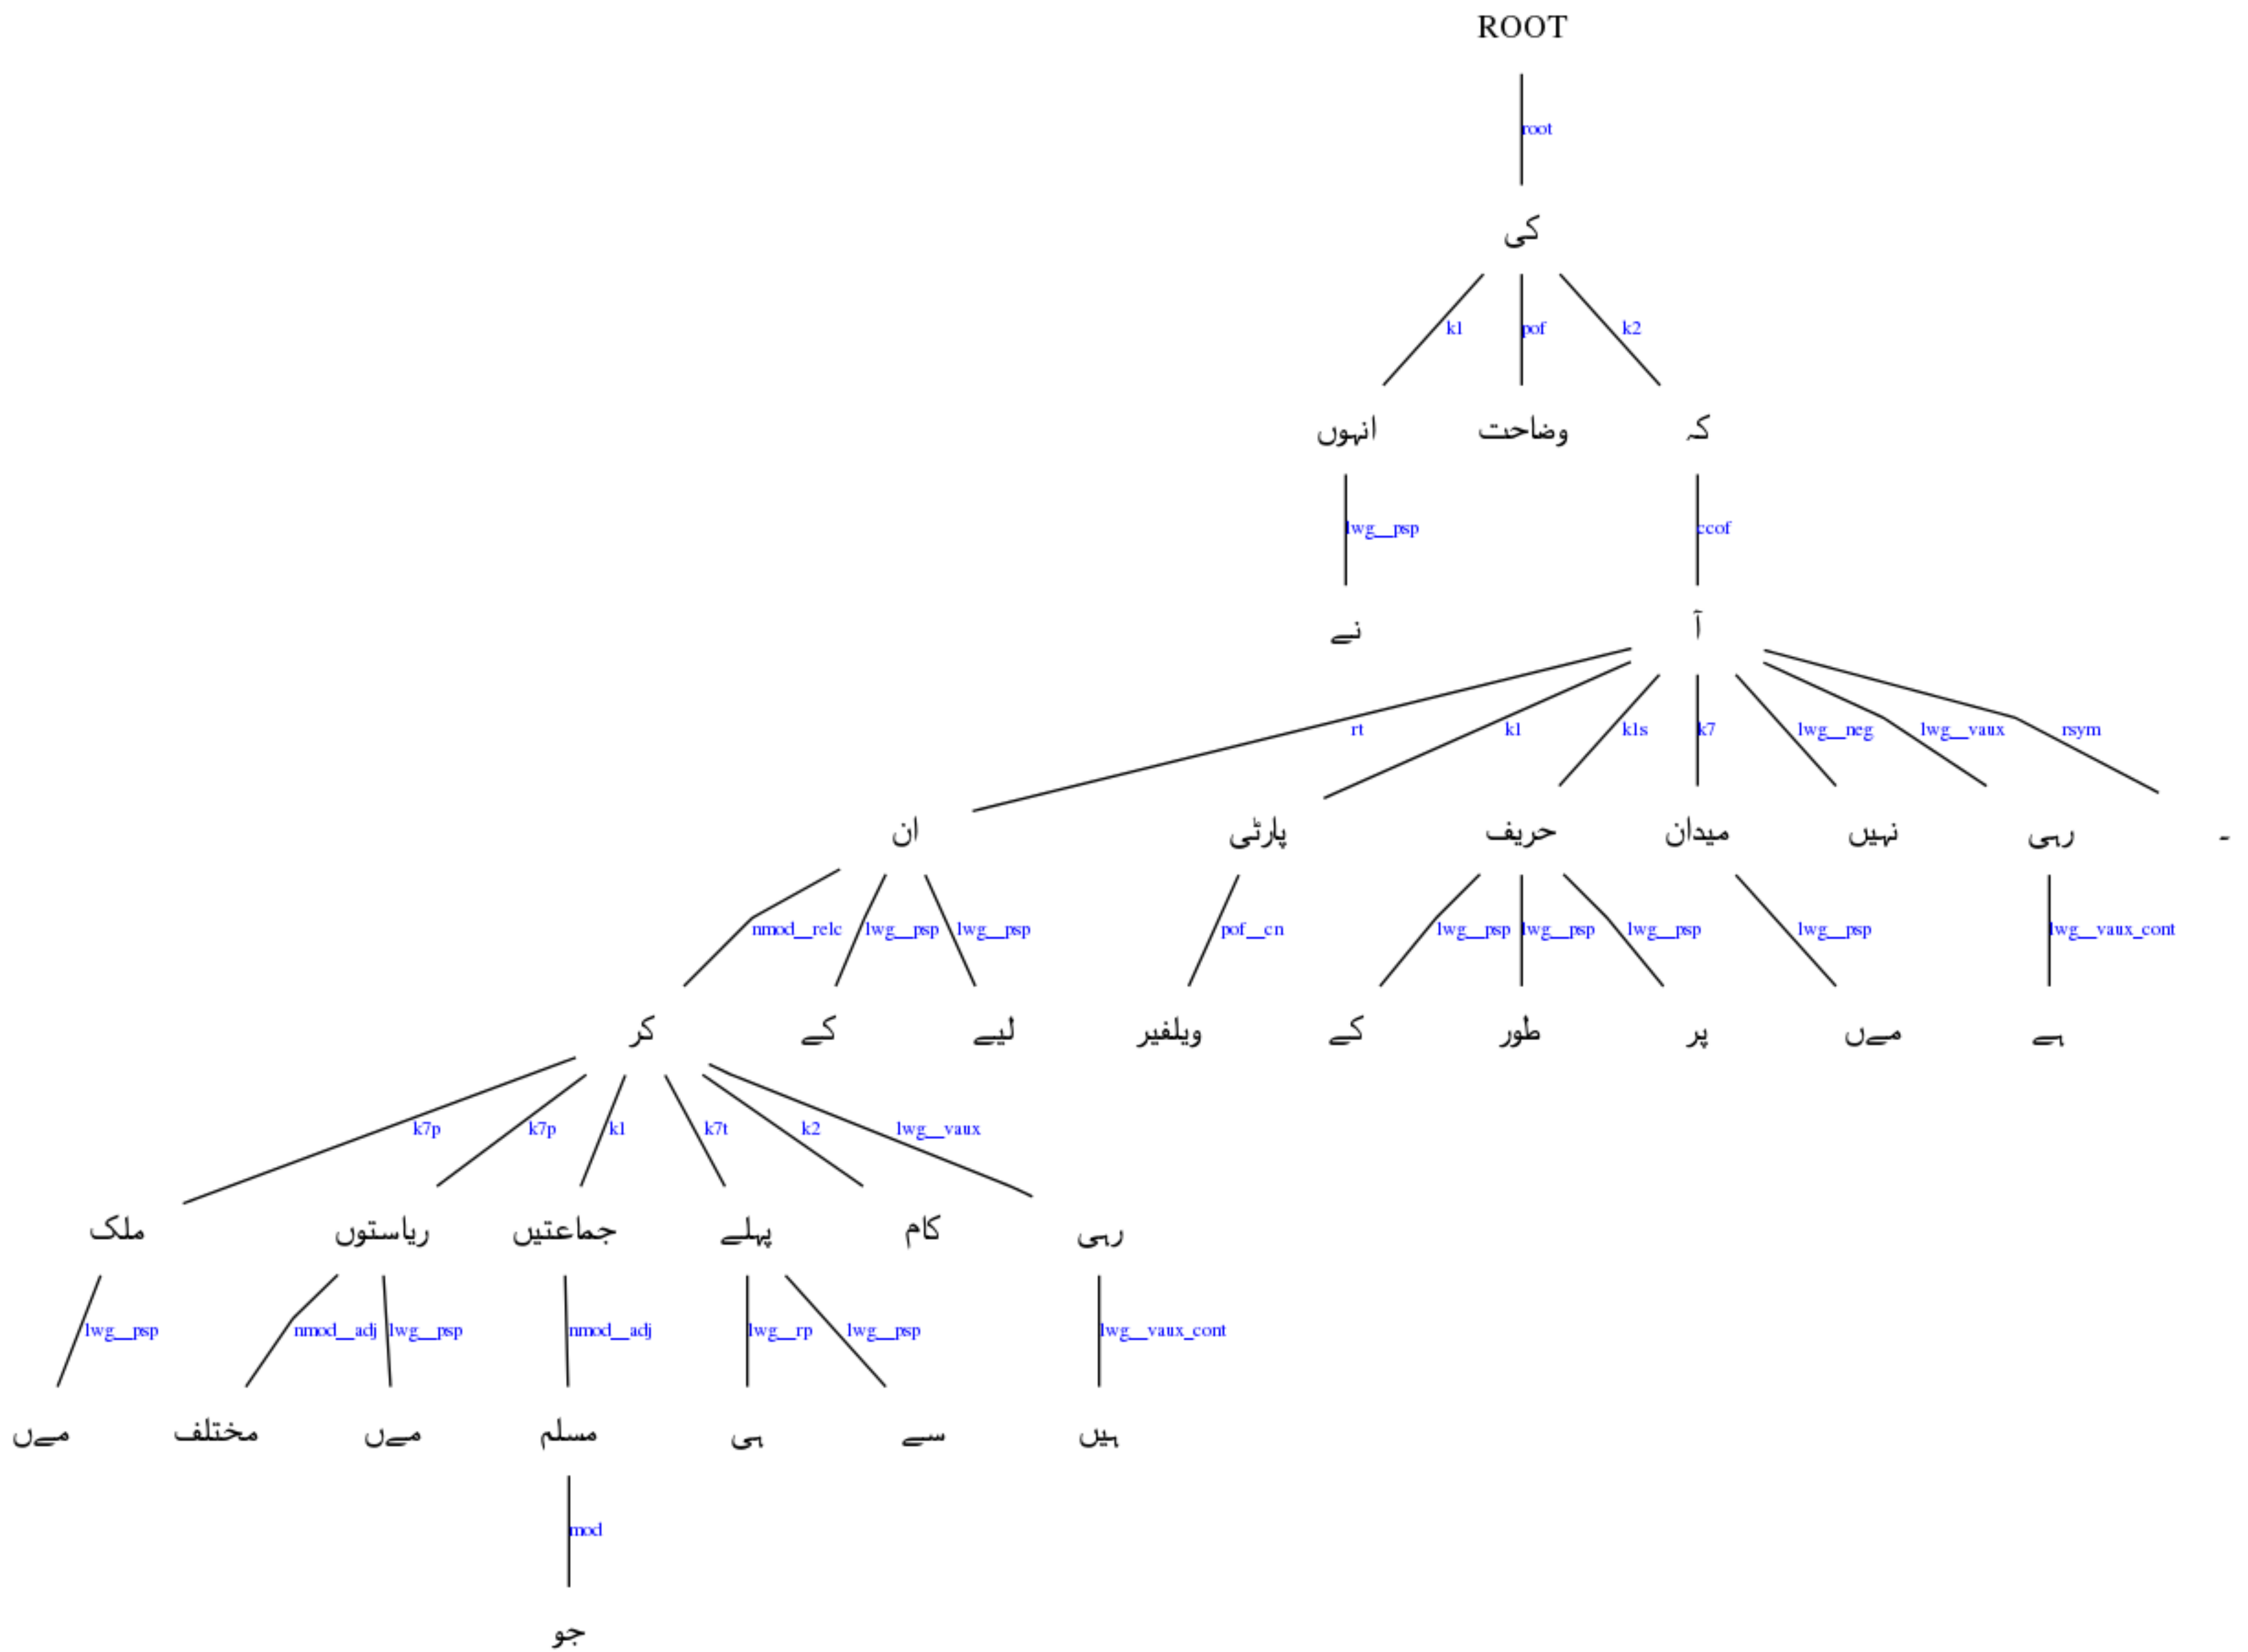 ROOT
root
کی
k1 pof k2
انہوں وضاحت کہ
lwg__psp ccof
نے آ
rt k1 k1s k7 lwg__neg lwg__vaux rsym
ان پارٹی حریف میدان نہیں رہی ۔
nmod__relc lwg__psp lwg__psp pof__cn lwg__psp lwg__psp lwg__psp lwg__psp lwg__vaux_cont
کر کے لیے ویلفیر کے طور پر مےں ہے
k7p k7p k1 k7t k2 lwg__vaux
ملک ریاستوں جماعتیں پہلے کام رہی
lwg__psp nmod__adj lwg__psp nmod__adj lwg__rp lwg__psp lwg__vaux_cont
مےں مختلف مےں مسلم ہی سے ہیں
mod
جو